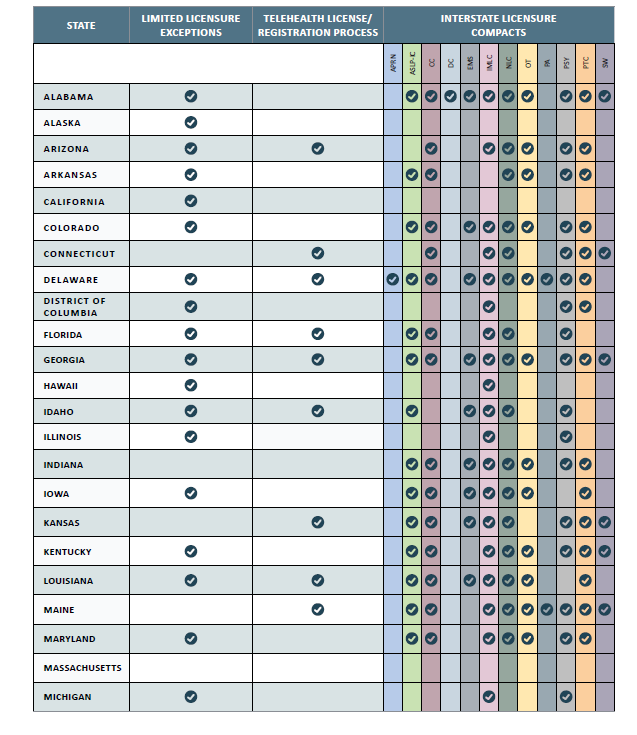 STATE
LIMITED LICENSURE
EXCEPTIONS
TELEHEALTH LICENSE/
REGISTRATION PROCESS
INTERSTATE LICENSURE
COMPACTS
APRN
ASLP-IC
CC
DC
EMS
IMLC
NLC
OT
PA
PSY
PTC
SW
ALABAMA
ALASKA
ARIZONA
ARKANSAS
CALIFORNIA
COLORADO
CONNECTICUT
DELAWARE
DISTRICT OF
COLUMBIA
FLORIDA
GEORGIA
HAWAII
IDAHO
ILLINOIS
INDIANA
IOWA
KANSAS
KENTUCKY
LOUISIANA
MAINE
MARYLAND
MASSACHUSETTS
MICHIGAN